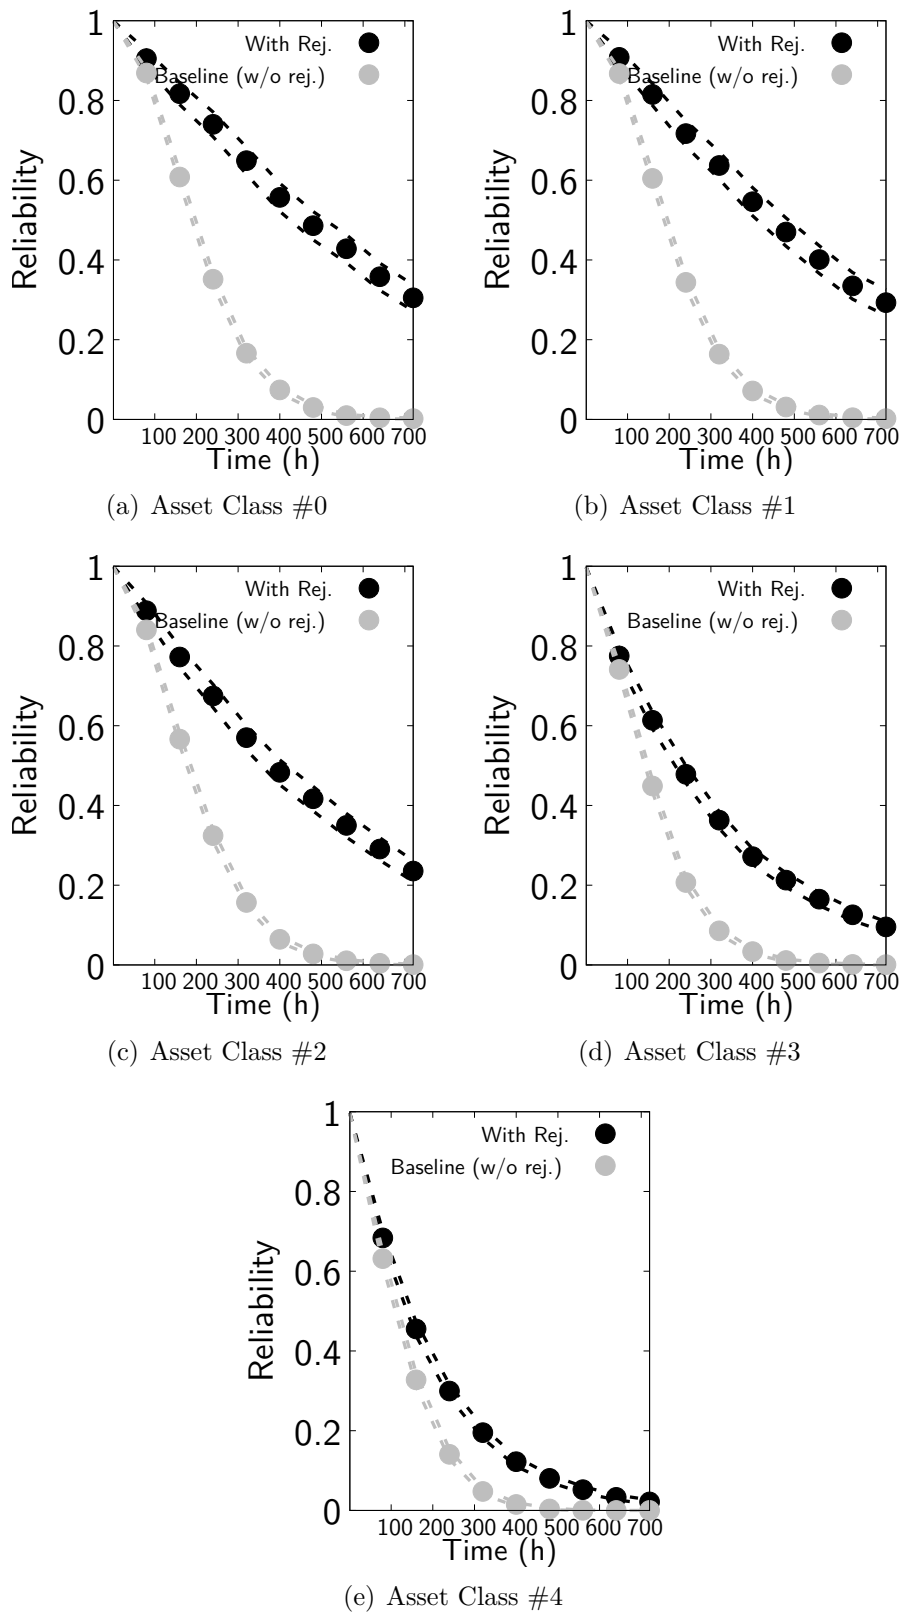 1
0.8
0.6
0.4
0.2
0
Reliability
With Rej.
Baseline (w/o rej.)
100 200 300 400 500 600 700
Time (h)
(a) Asset Class #0
1
0.8
0.6
0.4
0.2
0
Reliability
With Rej.
Baseline (w/o rej.)
100 200 300 400 500 600 700
Time (h)
(b) Asset Class #1
1
0.8
0.6
0.4
0.2
0
Reliability
With Rej.
Baseline (w/o rej.)
100 200 300 400 500 600 700
Time (h)
(c) Asset Class #2
1
0.8
0.6
0.4
0.2
0
Reliability
With Rej.
Baseline (w/o rej.)
100 200 300 400 500 600 700
Time (h)
(d) Asset Class #3
1
0.8
0.6
0.4
0.2
0
Reliability
With Rej.
Baseline (w/o rej.)
100 200 300 400 500 600 700
Time (h)
(e) Asset Class #4